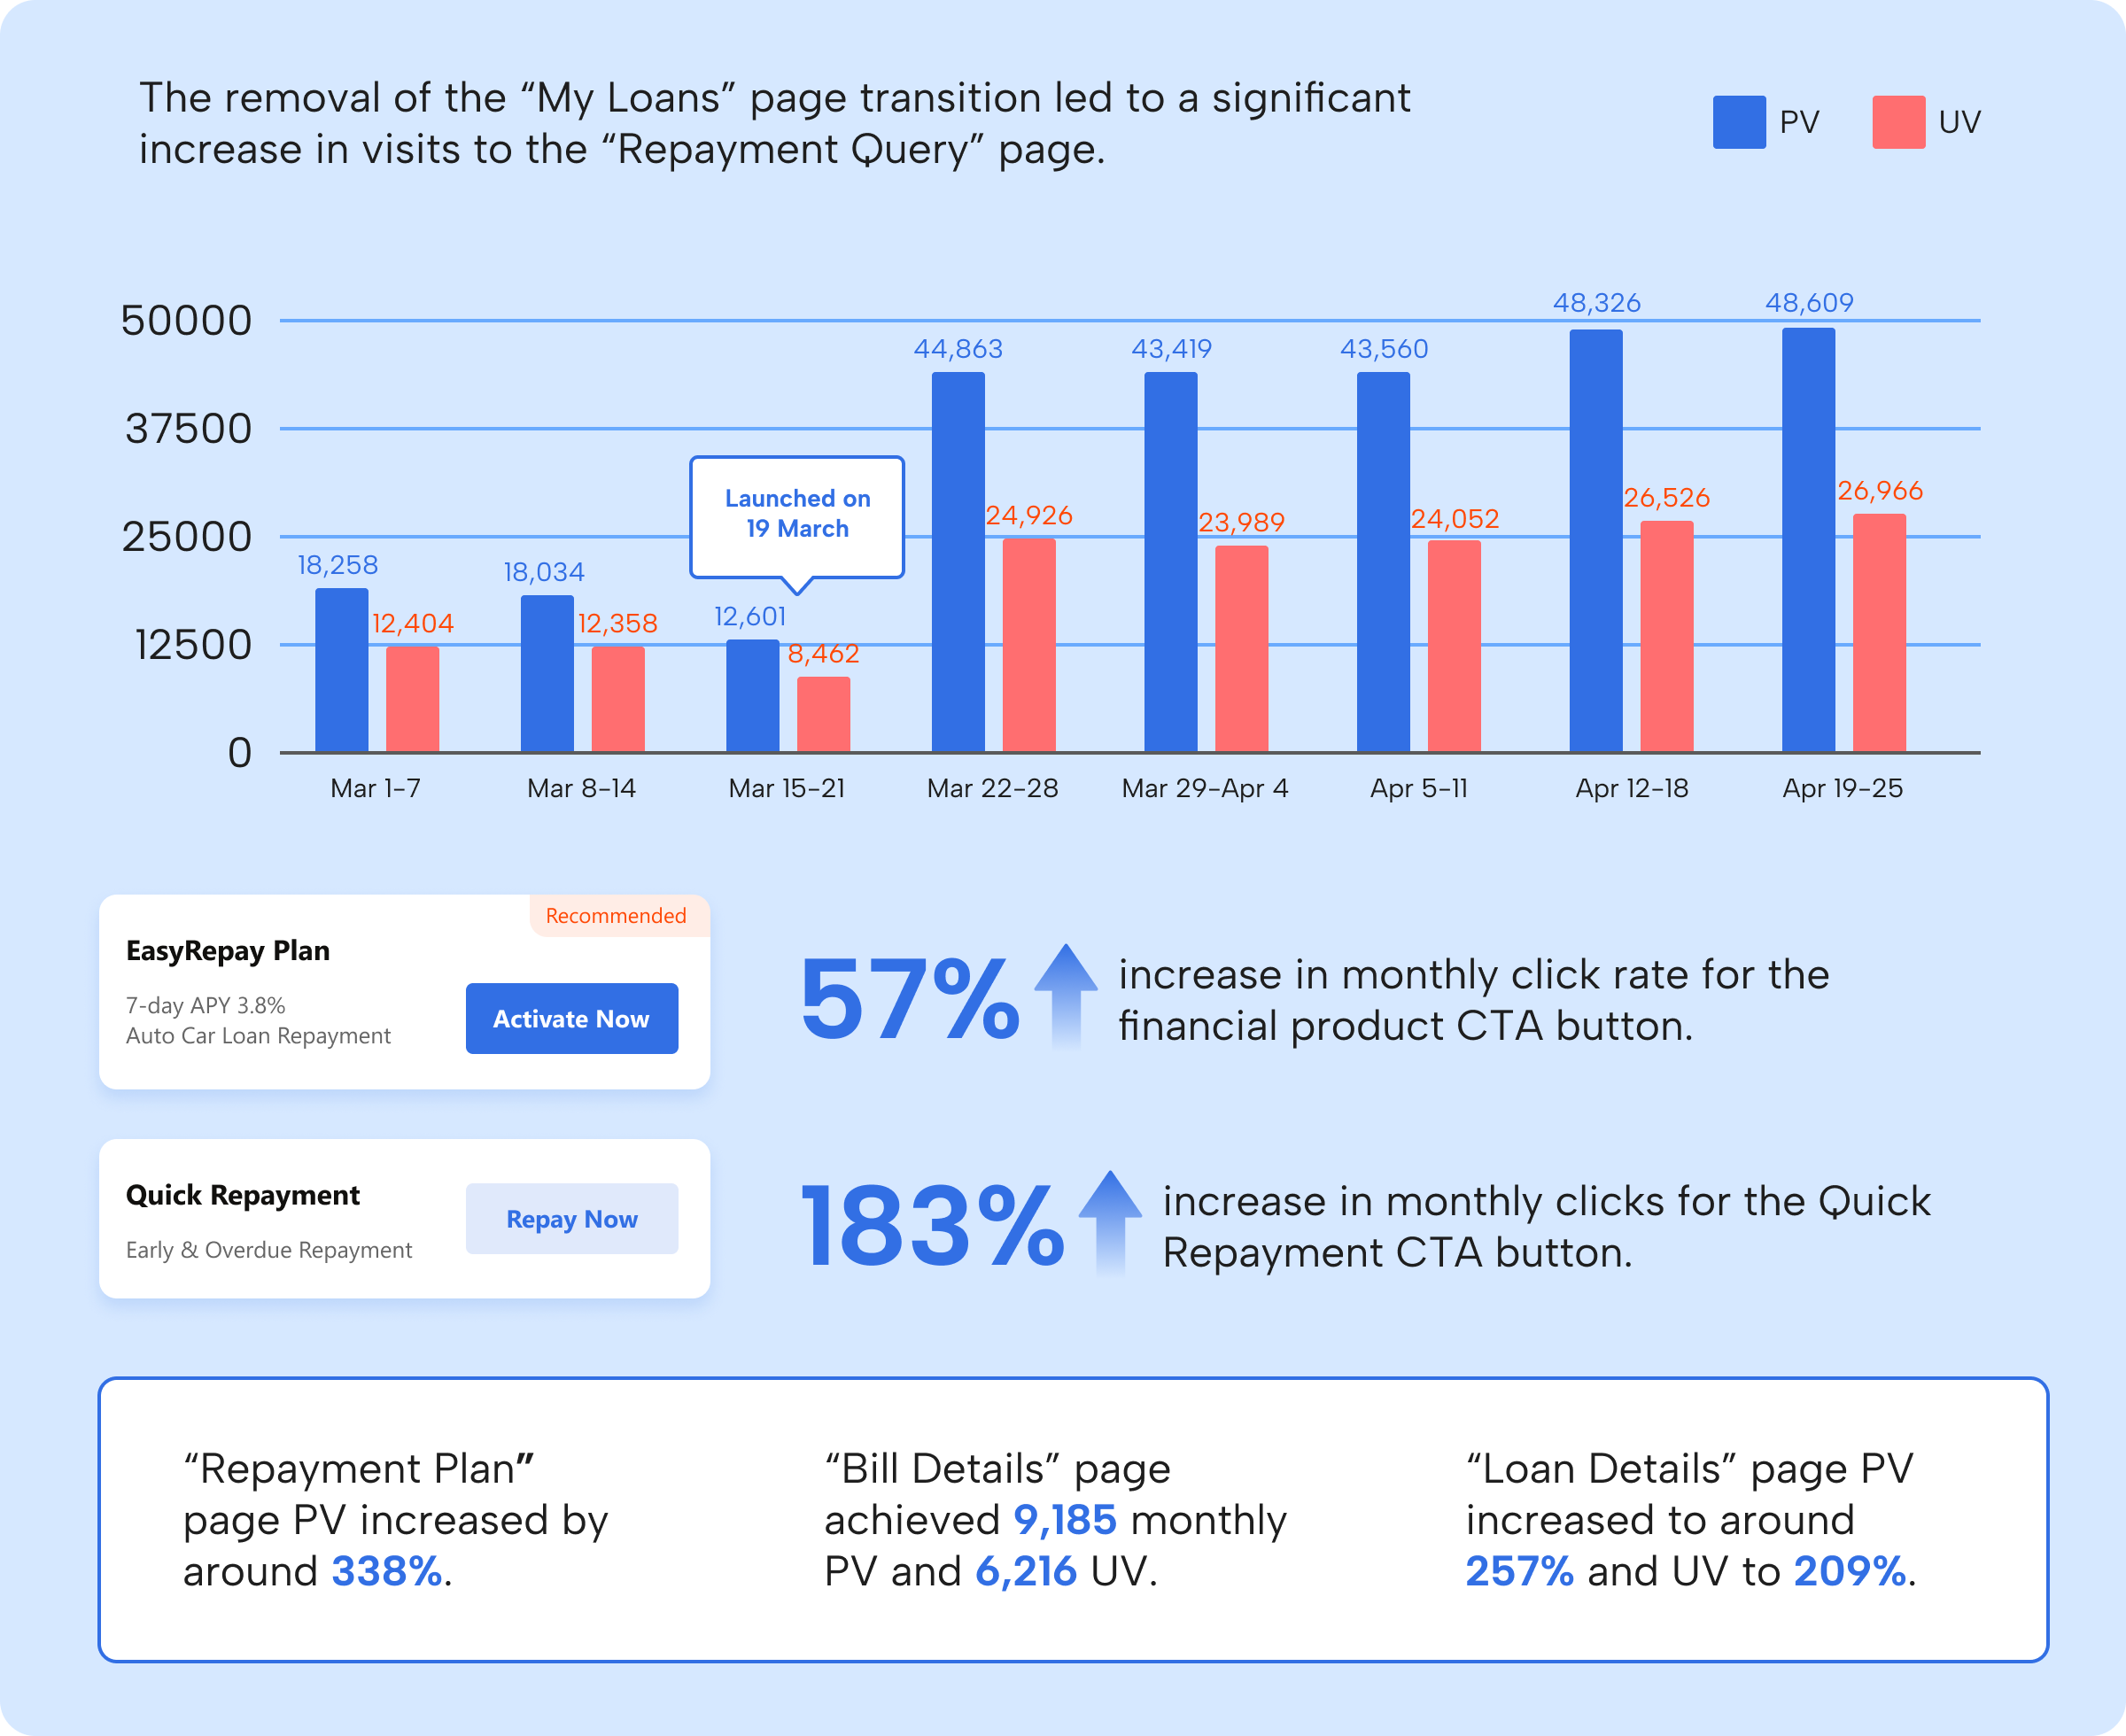 The removal of the “My Loans” page transition led to a significant
increase in visits to the “Repayment Query” page.
PV
UV
50000
37500
25000
12500
0
18,258
12,404
18,034
12,358
12,601
8,462
Launched on
19 March
44,863
24,926
43,419
23,989
43,560
24,052
48,326
26,526
48,609
26,966
Mar 1-7
Mar 8-14
Mar 15-21
Mar 22-28
Mar 29-Apr 4
Apr 5-11
Apr 12-18
Apr 19-25
Recommended
EasyRepay Plan
7-day APY 3.8%
Auto Car Loan Repayment
Activate Now
57%
increase in monthly click rate for the
financial product CTA button.
Quick Repayment
Early & Overdue Repayment
Repay Now
183%
increase in monthly clicks for the Quick
Repayment CTA button.
“Repayment Plan”
page PV increased by
around 338%.
“Bill Details” page
achieved 9,185 monthly
PV and 6,216 UV.
“Loan Details” page PV
increased to around
257% and UV to 209%.